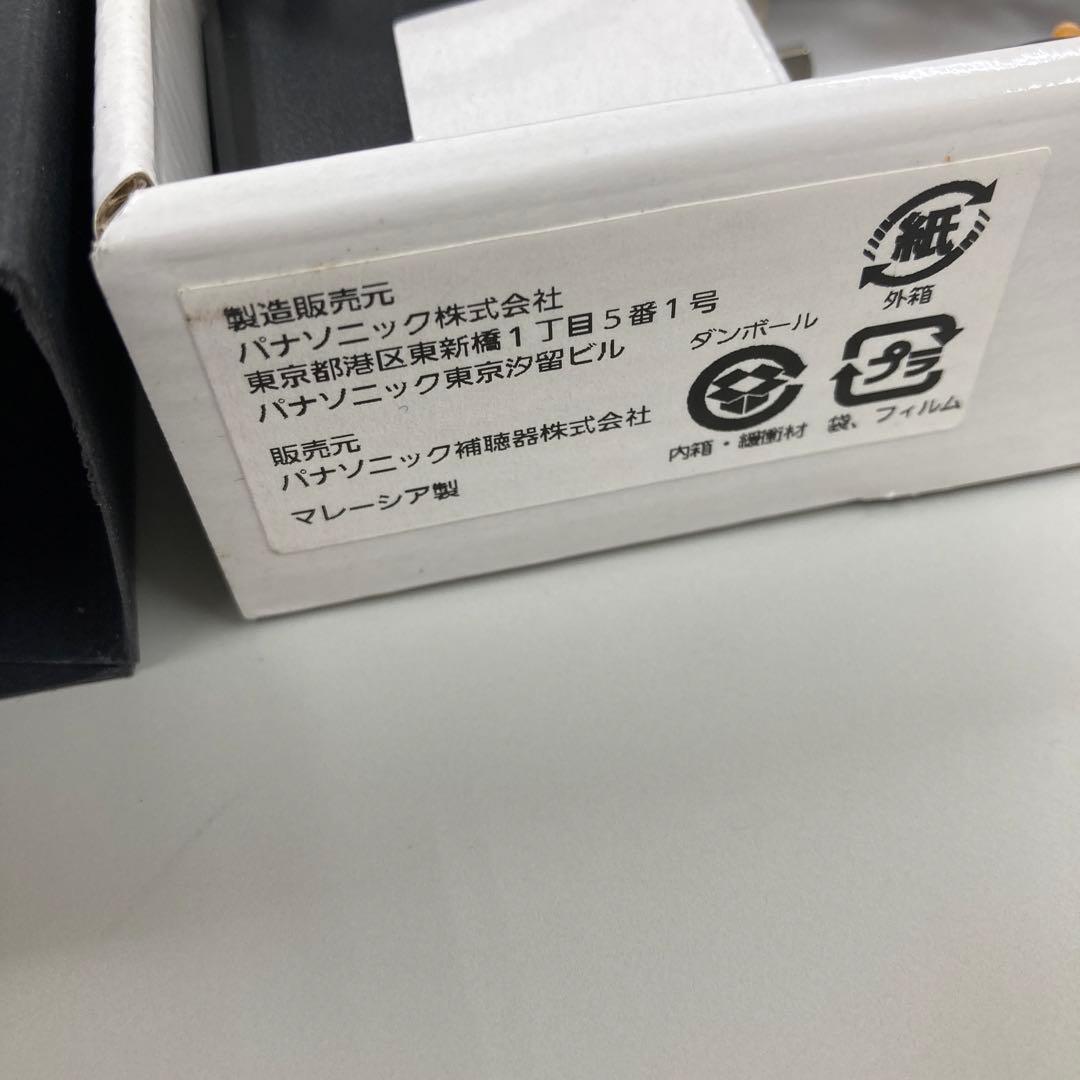 製造販売元
パナソニック株式会社
東京都港区東新橋1丁目5番1号
パナソニック東京汐留ビル
販売元
パナソニック補聴器株式会社
マレーシア製
紙
外箱
ダンボール
内箱・緩衝材
プラ
袋、フィルム